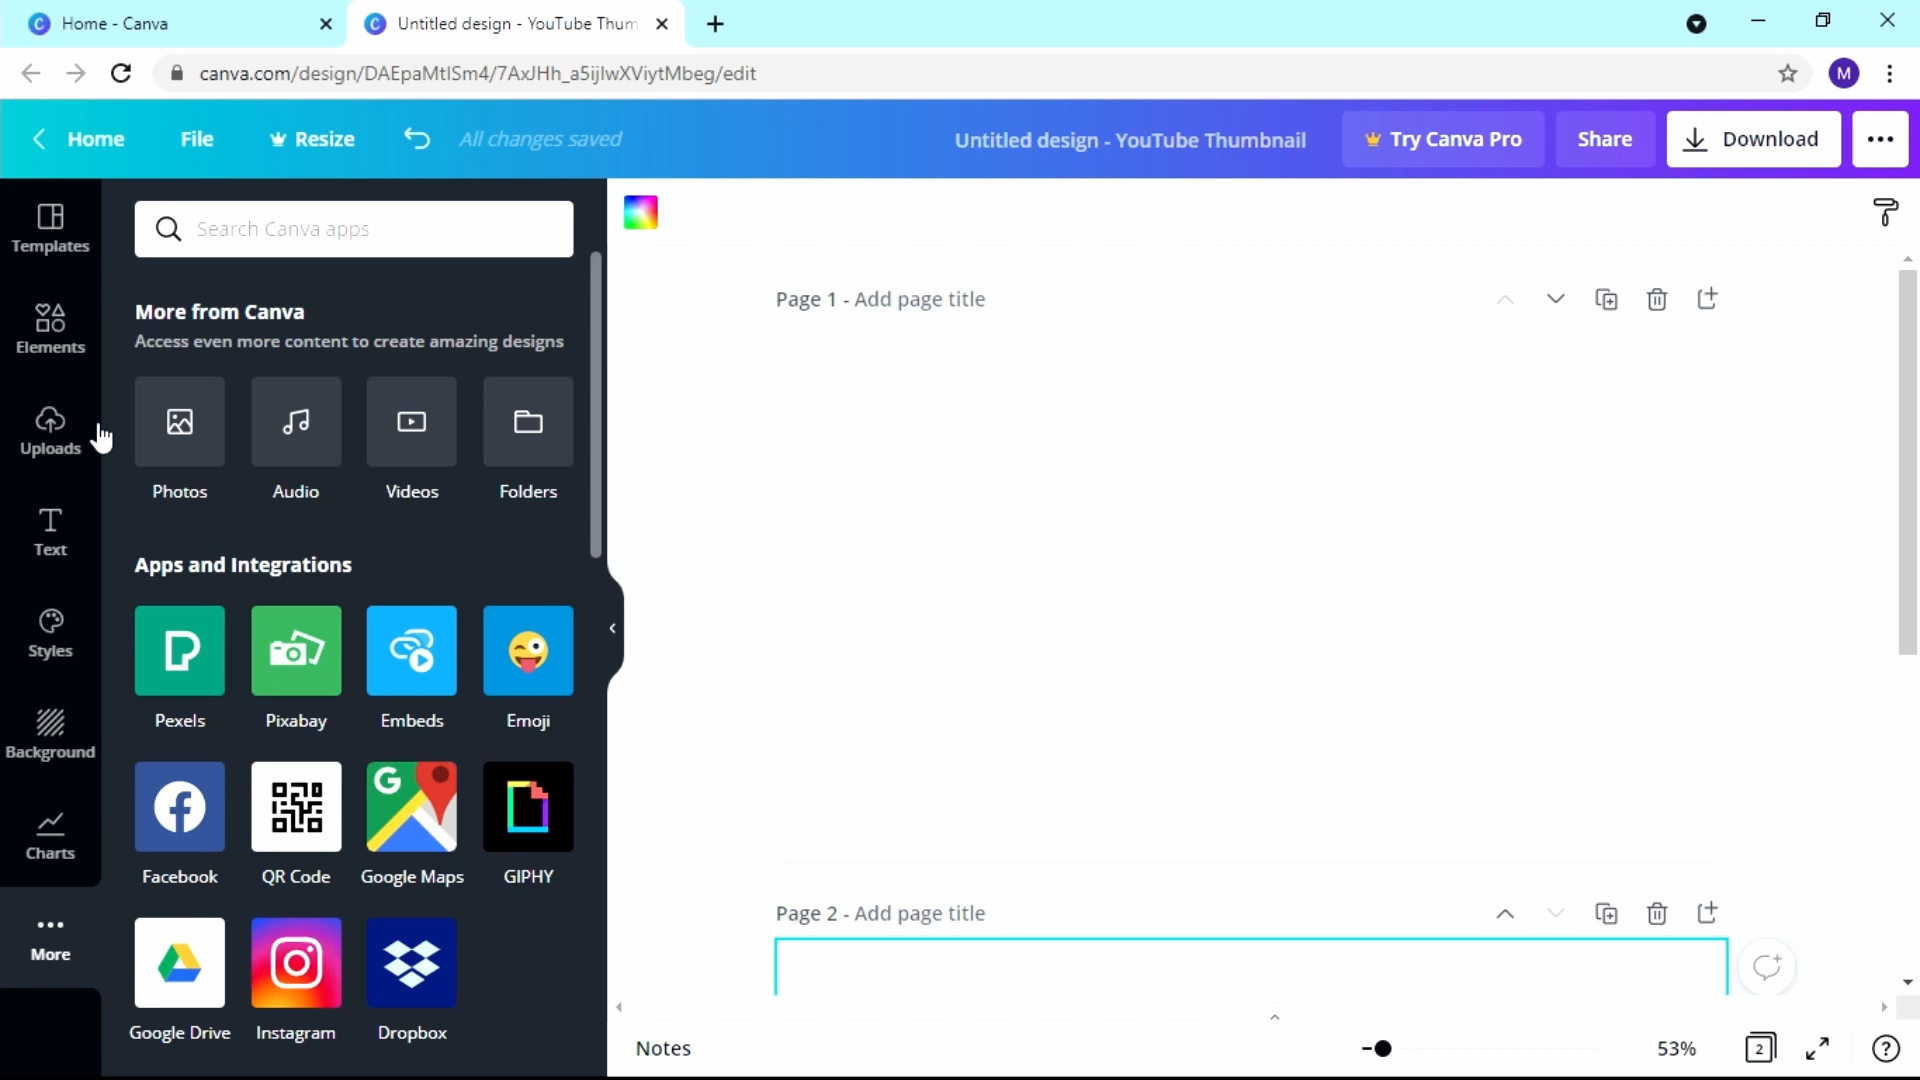 Home - Canva
Untitled design - YouTube Thum
canva.com/design/DAEpaMtlSm4/7AxJHh_a5ijlwXViytMbeg/edit
M
Home
File
Resize
All changes saved
Untitled design - YouTube Thumbnail
Try Canva Pro
Share
Download
Templates
Elements
Uploads
Text
Styles
Background
Charts
More
Search Canva apps
More from Canva
Access even more content to create amazing designs
Photos
Audio
Videos
Folders
Apps and Integrations
Pexels
Pixabay
Embeds
Emoji
Facebook
QR Code
Google Maps
GIPHY
Google Drive
Instagram
Dropbox
Page 1 - Add page title
Page 2 - Add page title
Notes
53%
2
?